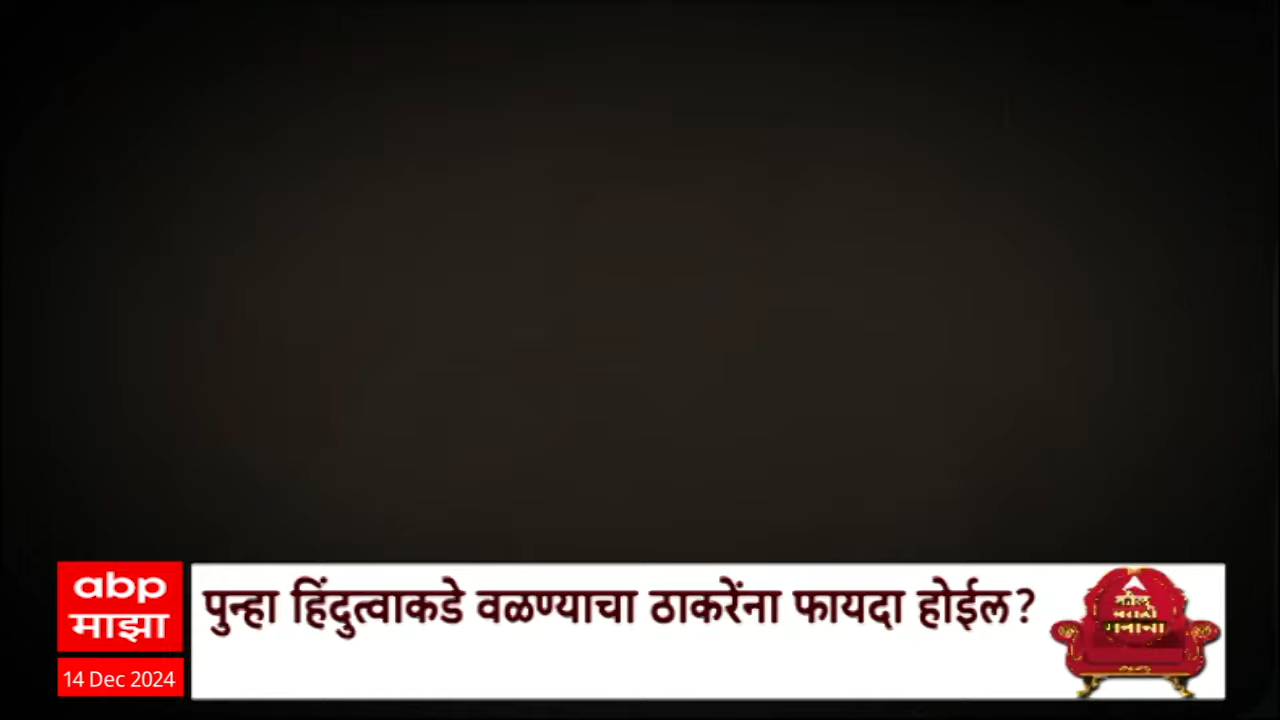 abp
माझा
14 Dec 2024
पुन्हा हिंदुत्वाकडे वळण्याचा ठाकरेंना फायदा होईल?